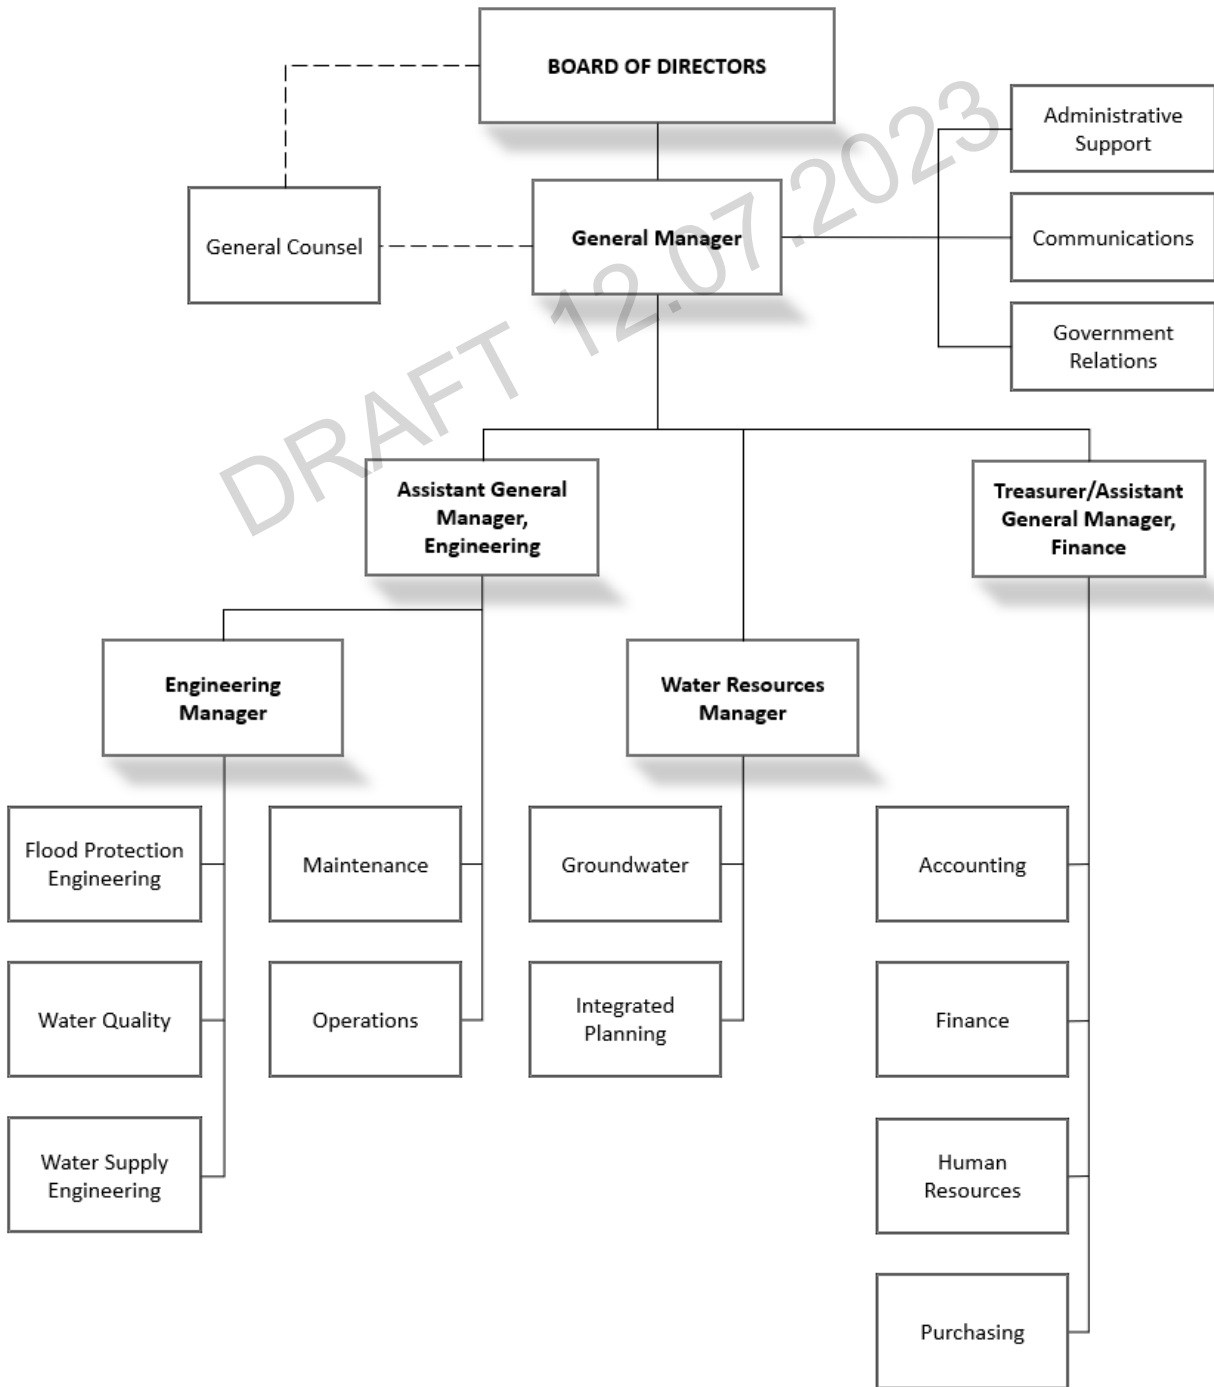 BOARD OF DIRECTORS
Administrative
Support
General Counsel
General Manager
Communications
Government
Relations
DRAFT 12.07.2023
Assistant General
Manager,
Engineering
Treasurer/Assistant
General Manager,
Finance
Engineering
Manager
Water Resources
Manager
Flood Protection
Engineering
Maintenance
Groundwater
Accounting
Water Quality
Operations
Integrated
Planning
Finance
Water Supply
Engineering
Human
Resources
Purchasing